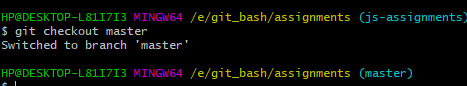 HP@DESKTOP-L81I7I3 MINGW64 /e/git_bash/assignments (js-assignments)
$ git checkout master
Switched to branch 'master'
HP@DESKTOP-L81I7I3 MINGW64 /e/git_bash/assignments (master)
$